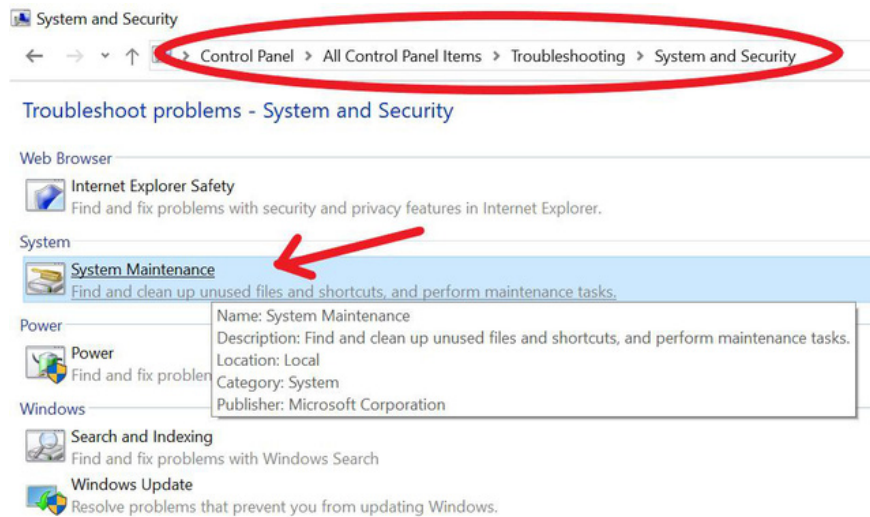 System and Security
Control Panel > All Control Panel Items > Troubleshooting > System and Security
Troubleshoot problems - System and Security
Web Browser
Internet Explorer Safety
Find and fix problems with security and privacy features in Internet Explorer.
System
System Maintenance
Find and clean up unused files and shortcuts, and perform maintenance tasks.
Name: System Maintenance
Description: Find and clean up unused files and shortcuts, and perform maintenance tasks.
Location: Local
Category: System
Publisher: Microsoft Corporation
Power
Power
Find and fix problem
Windows
Search and Indexing
Find and fix problems with Windows Search
Windows Update
Resolve problems that prevent you from updating Windows.